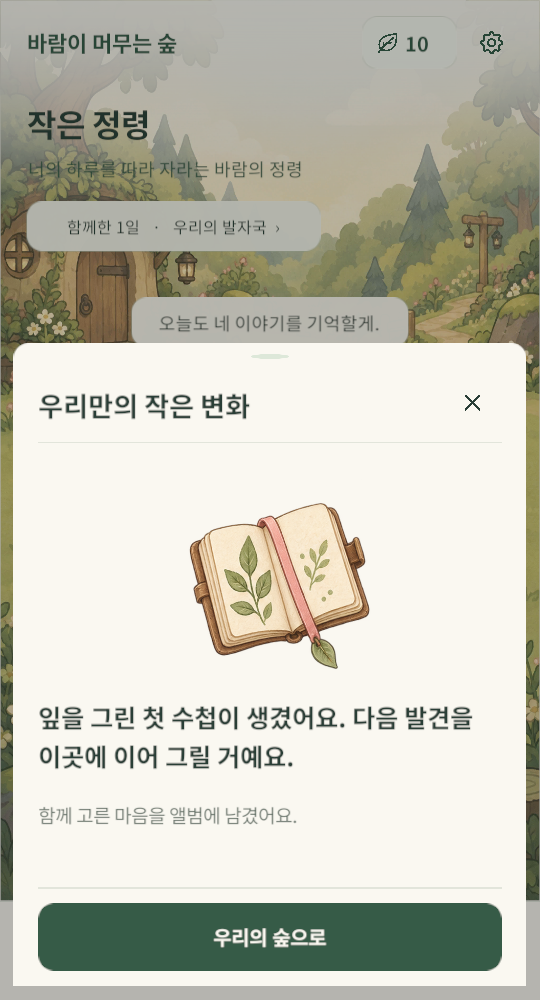 바람이 머무는 숲
10
작은 정령
너의 하루를 따라 자라는 바람의 정령
함께한 1일 · 우리의 발자국 ›
오늘도 네 이야기를 기억할게.
우리만의 작은 변화
잎을 그린 첫 수첩이 생겼어요. 다음 발견을
이곳에 이어 그릴 거예요.
함께 고른 마음을 앨범에 남겼어요.
우리의 숲으로